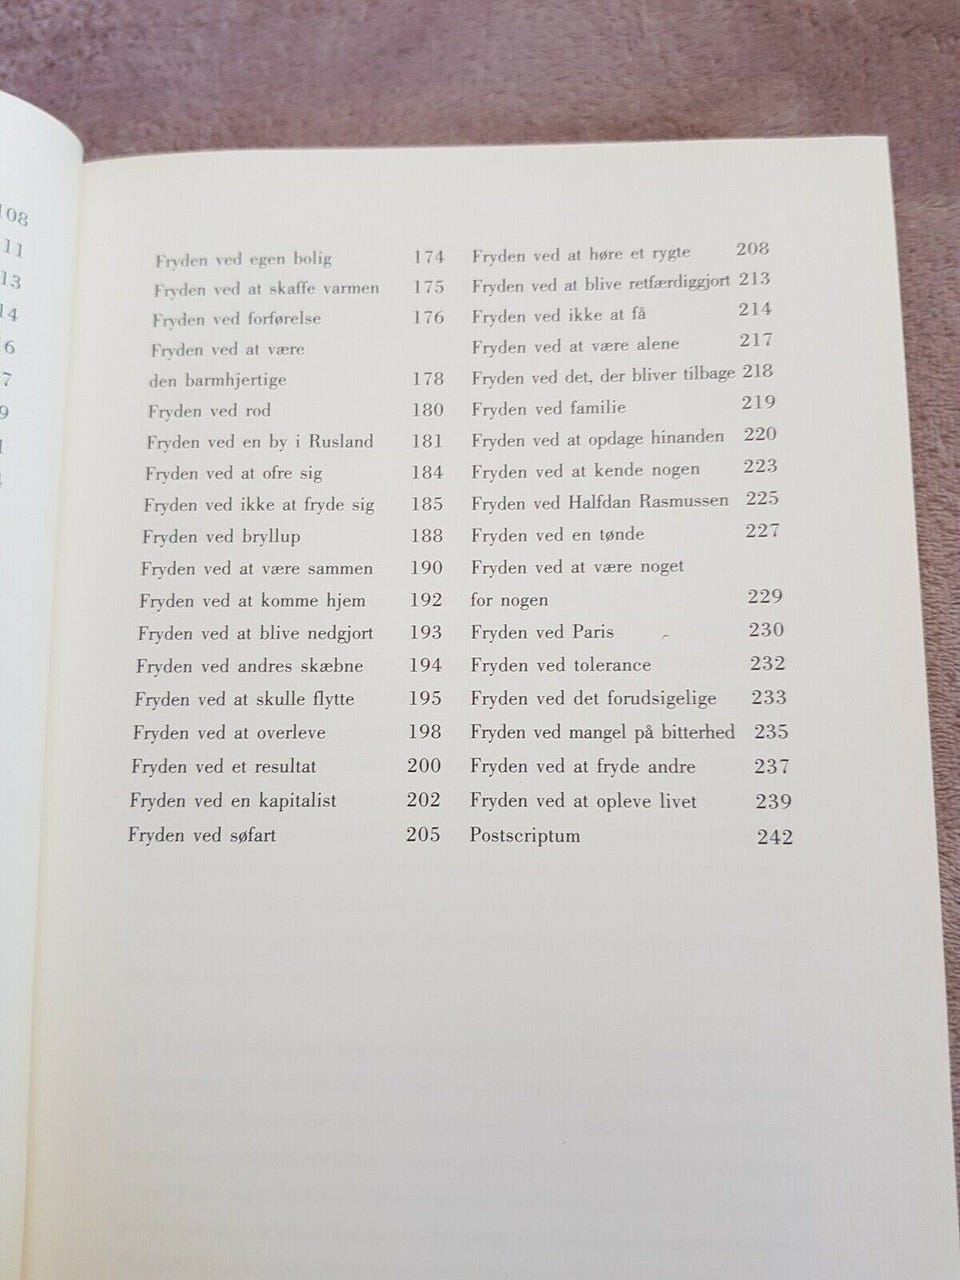 108
11
13
14
6
7
9
Fryden ved egen bolig 174
Fryden ved at skaffe varmen 175
Fryden ved forførelse 176
Fryden ved at være
den barmhjertige 178
Fryden ved rod 180
Fryden ved en by i Rusland 181
Fryden ved at ofre sig 184
Fryden ved ikke at fryde sig 185
Fryden ved bryllup 188
Fryden ved at være sammen 190
Fryden ved at komme hjem 192
Fryden ved at blive nedgjort 193
Fryden ved andres skæbne 194
Fryden ved at skulle flytte 195
Fryden ved at overleve 198
Fryden ved et resultat 200
Fryden ved en kapitalist 202
Fryden ved søfart 205
Fryden ved at høre et rygte 208
Fryden ved at blive retfærdiggjort 213
Fryden ved ikke at få 214
Fryden ved at være alene 217
Fryden ved det, der bliver tilbage 218
Fryden ved familie 219
Fryden ved at opdage hinanden 220
Fryden ved at kende nogen 223
Fryden ved Halfdan Rasmussen 225
Fryden ved en tønde 227
Fryden ved at være noget
for nogen 229
Fryden ved Paris 230
Fryden ved tolerance 232
Fryden ved det forudsigelige 233
Fryden ved mangel på bitterhed 235
Fryden ved at fryde andre 237
Fryden ved at opleve livet 239
Postscriptum 242